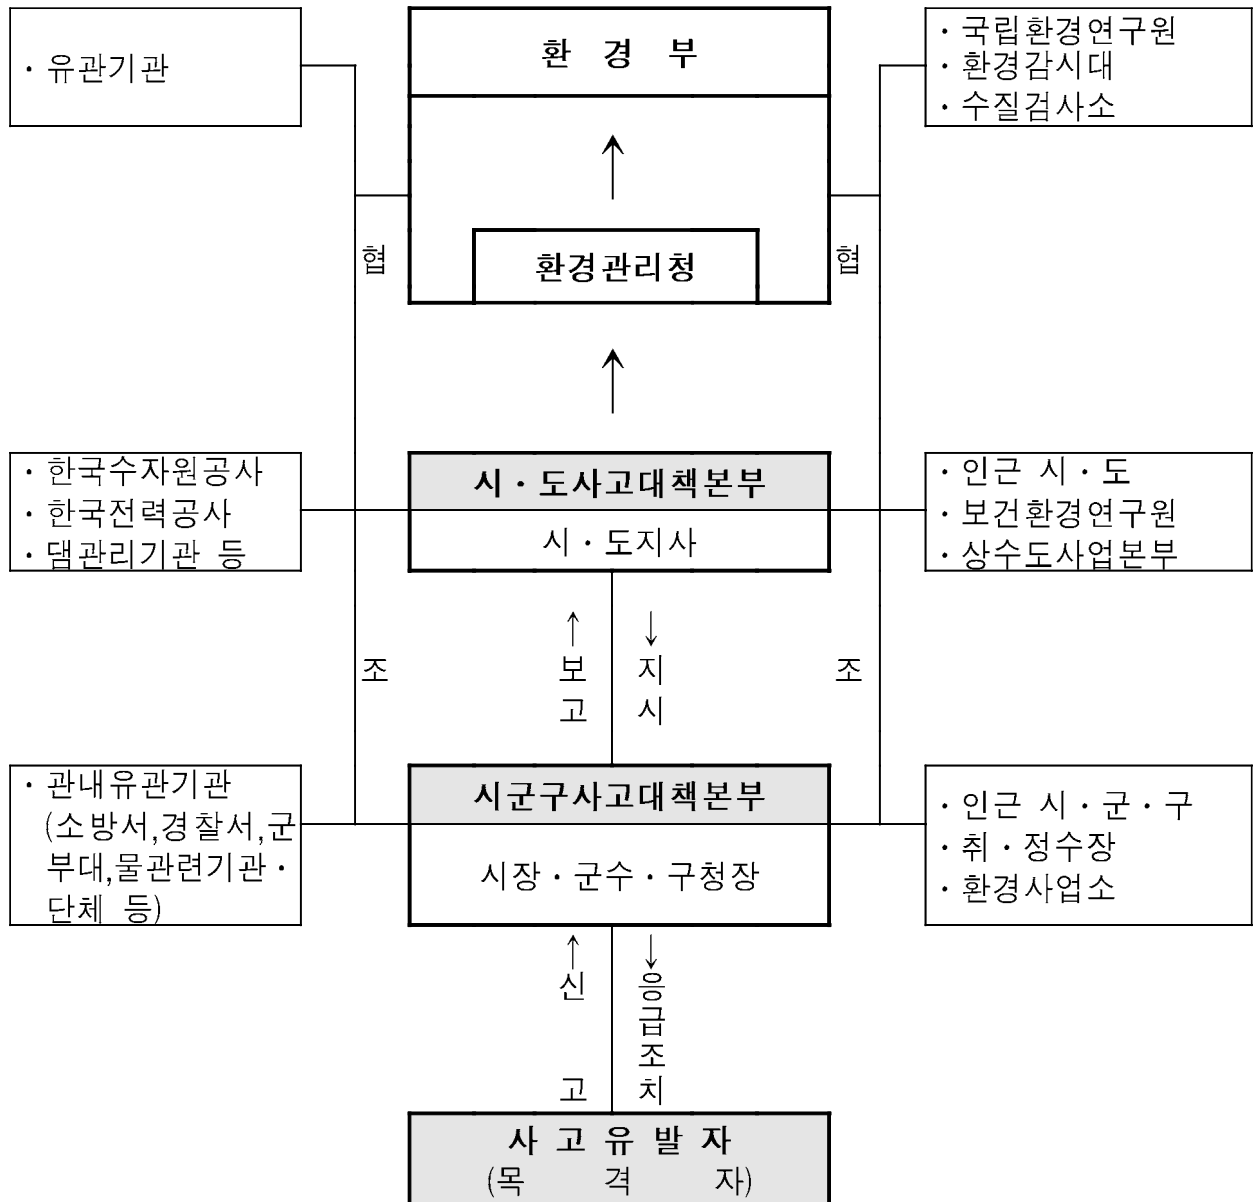 · 유관기관
환 경 부
· 국립환경연구원
· 환경감시대
· 수질검사소
↑
협
환경관리청
협
↑
· 한국수자원공사
· 한국전력공사
· 댐관리기관 등
시 · 도사고대책본부
시 · 도지사
· 인근 시 · 도
· 보건환경연구원
· 상수도사업본부
조
↑보고
↓지시
조
· 관내유관기관
(소방서,경찰서,군
부대,물관련기관 ·
단체 등)
시군구사고대책본부
시장 · 군수 · 구청장
· 인근 시 · 군 · 구
· 취 · 정수장
· 환경사업소
↑신고
↓응급조치
사 고 유 발 자
(목 격 자)